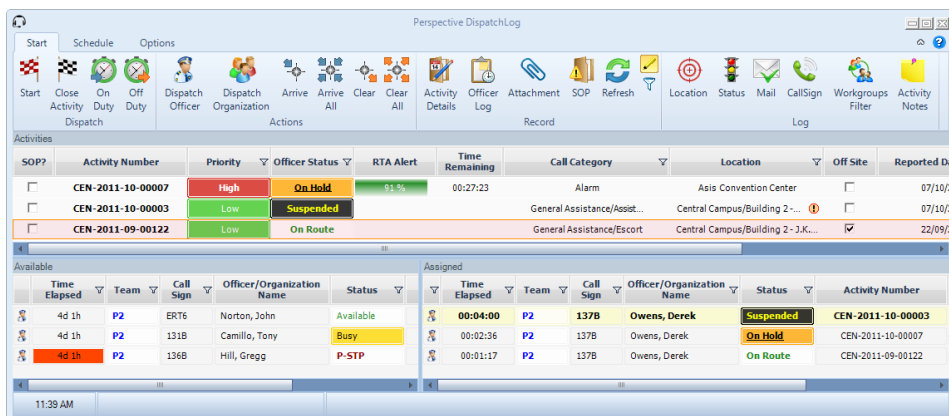 Perspective DispatchLog
Start Schedule Options
Start Close Activity On Duty Off Duty Dispatch Officer Dispatch Organization Arrive Arrive All Clear Clear All Activity Details Officer Log Attachment SOP Refresh Location Status Mail CallSign Workgroups Filter Activity Notes
Dispatch Actions Record Log
Activities
SOP? Activity Number Priority Officer Status RTA Alert Time Remaining Call Category Location Off Site Reported Da
CEN-2011-10-00007 High On Hold 91 % 00:27:23 Alarm Asis Convention Center 07/10/
CEN-2011-10-00003 Low Suspended General Assistance/Assist... Central Campus/Building 2 -... 07/10/
CEN-2011-09-00122 Low On Route General Assistance/Escort Central Campus/Building 2 - J.K.... 22/09/
Available Assigned
Time Elapsed Team Call Sign Officer/Organization Name Status Time Elapsed Team Call Sign Officer/Organization Name Status Activity Number
4d 1h P2 ERT6 Norton, John Available 00:04:00 P2 137B Owens, Derek Suspended CEN-2011-10-00003
4d 1h P2 131B Camillo, Tony Busy 00:02:36 P2 137B Owens, Derek On Hold CEN-2011-10-00007
4d 1h P2 136B Hill, Gregg P-STP 00:01:17 P2 137B Owens, Derek On Route CEN-2011-09-00122
11:39 AM